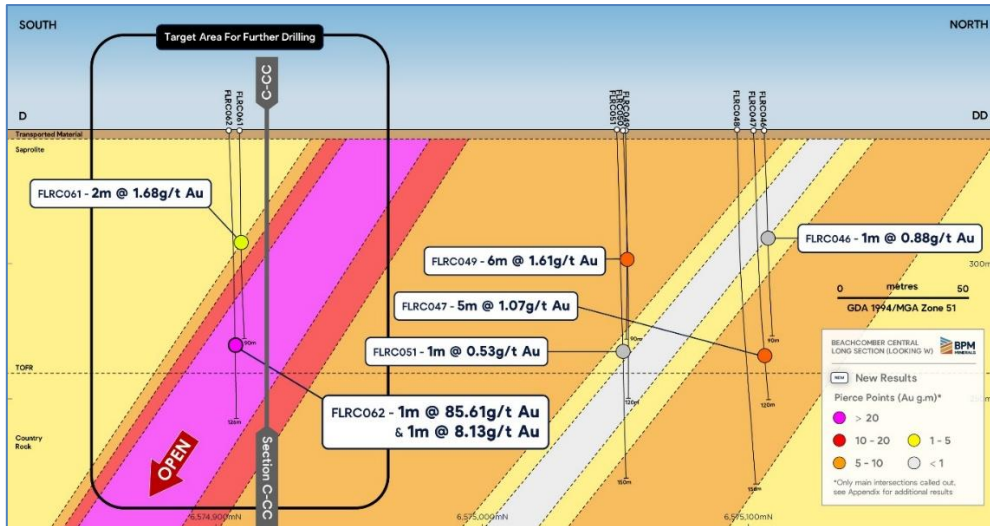 SOUTH
NORTH
Target Area For Further Drilling
C-CC
D
DD
FLRC062
FLRC061
FLRC051
FLRC049
FLRC048
FLRC047
FLRC046
Transported Material
Saprolite
FLRC061 - 2m @ 1.68g/t Au
FLRC046 - 1m @ 0.88g/t Au
FLRC049 - 6m @ 1.61g/t Au
300m
FLRC047 - 5m @ 1.07g/t Au
0 metres 50
GDA 1994/MGA Zone 51
90m
90m
90m
FLRC051 - 1m @ 0.53g/t Au
TOFR
BEACHCOMBER CENTRAL
LONG SECTION (LOOKING W)
BPM
MINERALS
NEW New Results
Pierce Points (Au g.m)*
> 20
10 - 20
1 - 5
5 - 10
< 1
*Only main intersections called out,
see Appendix for additional results
FLRC062 - 1m @ 85.61g/t Au
& 1m @ 8.13g/t Au
126m
120m
120m
Country
Rock
OPEN
Section C-CC
150m
150m
6,574,900mN
6,575,000mN
6,575,100mN